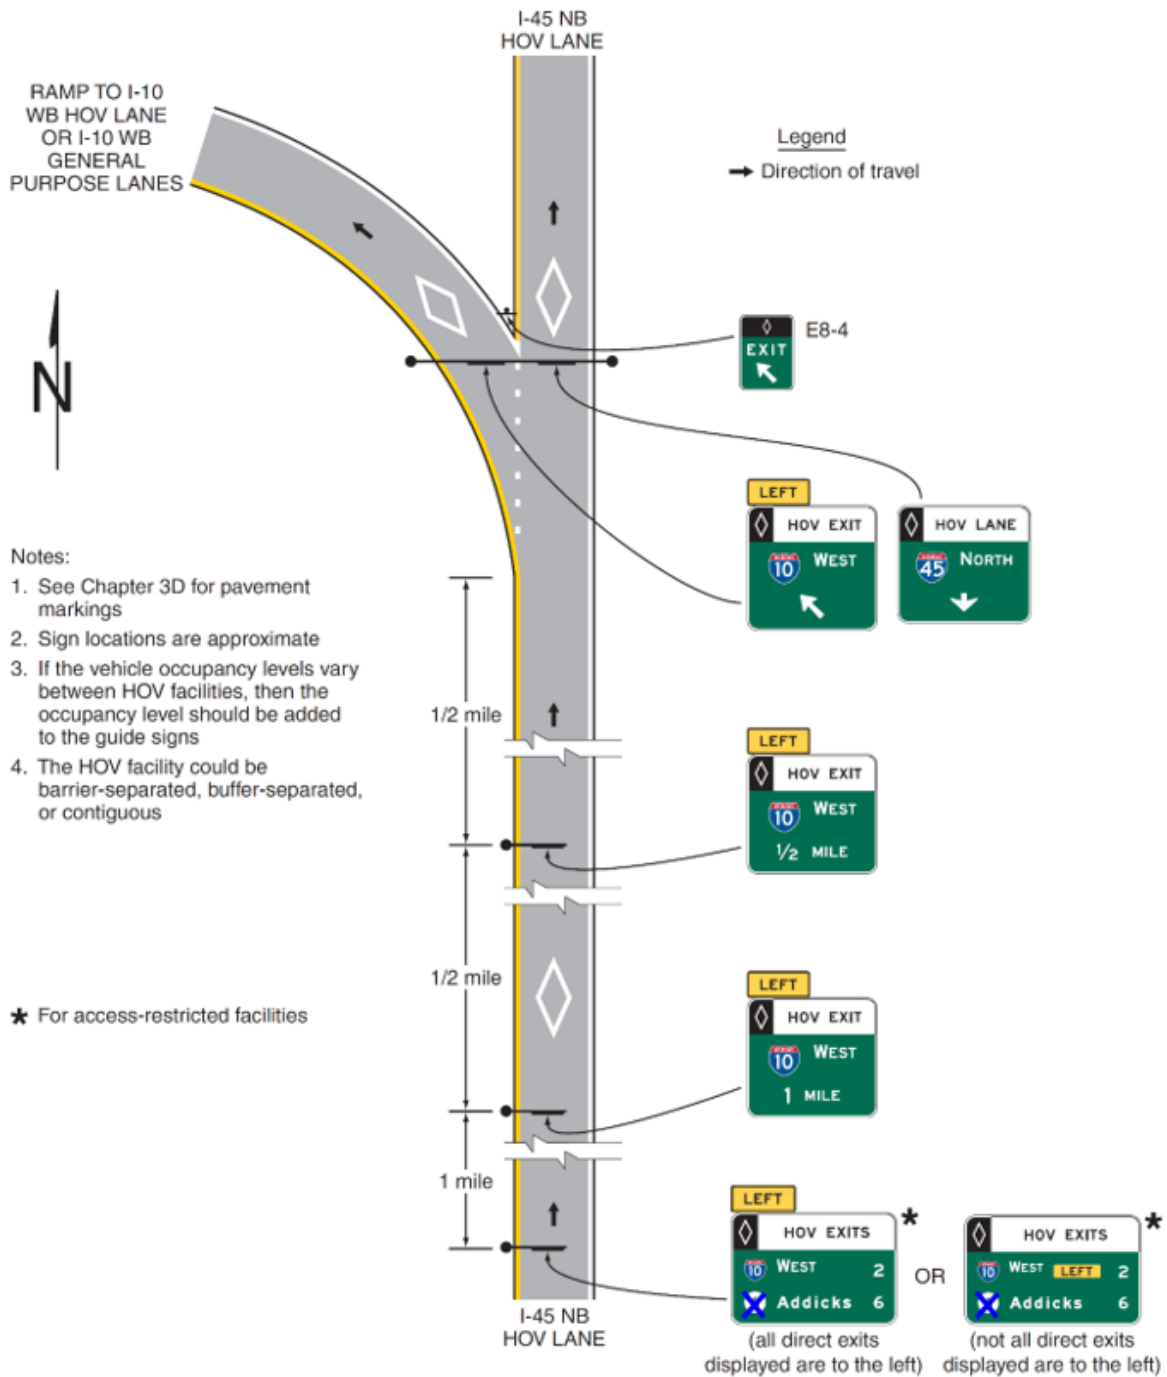 I-45 NB
HOV LANE
RAMP TO I-10
WB HOV LANE
OR I-10 WB
GENERAL
PURPOSE LANES
Legend
Direction of travel
N
EXIT
E8-4
LEFT
HOV EXIT
10 WEST
HOV LANE
45 NORTH
Notes:
1. See Chapter 3D for pavement
markings
2. Sign locations are approximate
3. If the vehicle occupancy levels vary
between HOV facilities, then the
occupancy level should be added
to the guide signs
4. The HOV facility could be
barrier-separated, buffer-separated,
or contiguous
1/2 mile
LEFT
HOV EXIT
10 WEST
1/2 MILE
1/2 mile
* For access-restricted facilities
LEFT
HOV EXIT
10 WEST
1 MILE
1 mile
LEFT
HOV EXITS *
10 WEST 2
Addicks 6
(all direct exits
displayed are to the left)
OR
HOV EXITS *
10 WEST LEFT 2
Addicks 6
(not all direct exits
displayed are to the left)
I-45 NB
HOV LANE